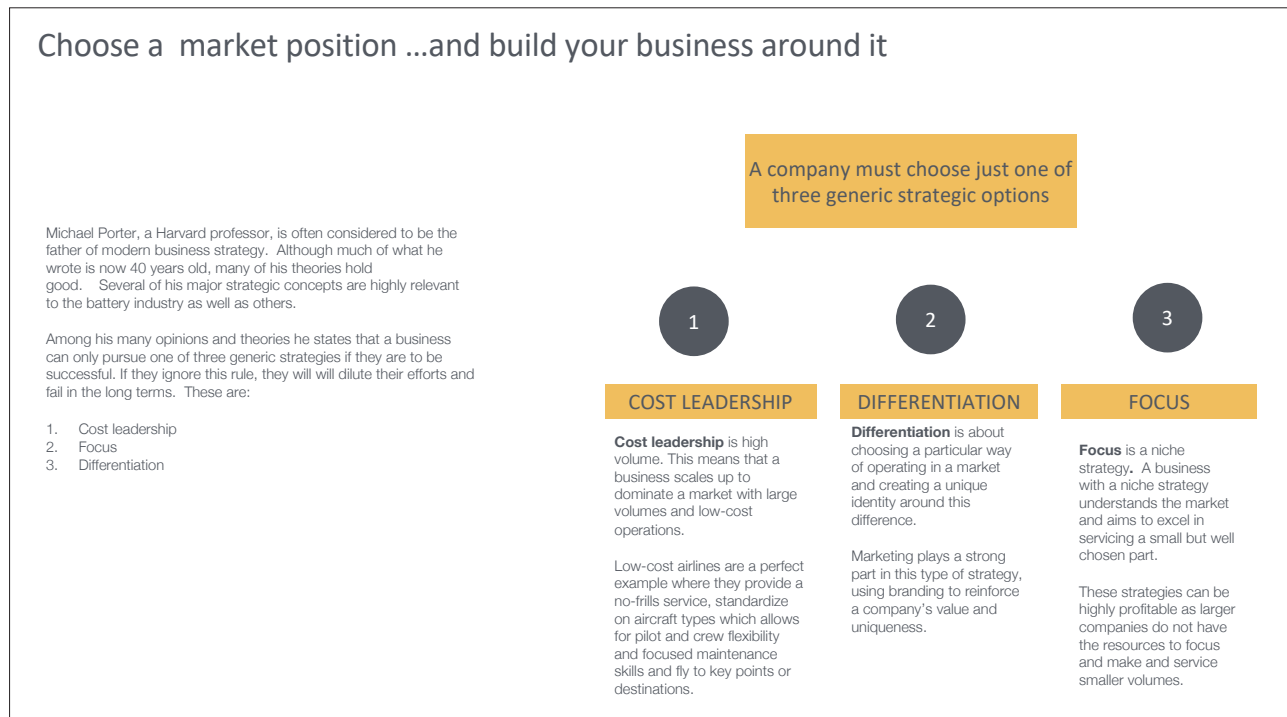 Choose a  market position …and build your business around it
Michael Porter, a Harvard professor, is often considered to be the
father of modern business strategy.  Although much of what he
wrote is now 40 years old, many of his theories hold
good.    Several of his major strategic concepts are highly relevant
to the battery industry as well as others.
Among his many opinions and theories he states that a business
can only pursue one of three generic strategies if they are to be
successful. If they ignore this rule, they will will dilute their efforts and
fail in the long terms.  These are:
1.    Cost leadership
2.    Focus
3.    Differentiation
A company must choose just one of
three generic strategic options
1
COST LEADERSHIP
Cost leadership is high
volume. This means that a
business scales up to
dominate a market with large
volumes and low-cost
operations.
Low-cost airlines are a perfect
example where they provide a
no-frills service, standardize
on aircraft types which allows
for pilot and crew flexibility
and focused maintenance
skills and fly to key points or
destinations.
2
DIFFERENTIATION
Differentiation is about
choosing a particular way
of operating in a market
and creating a unique
identity around this
difference.
Marketing plays a strong
part in this type of strategy,
using branding to reinforce
a company's value and
uniqueness.
3
FOCUS
Focus is a niche
strategy.  A business
with a niche strategy
understands the market
and aims to excel in
servicing a small but well
chosen part.
These strategies can be
highly profitable as larger
companies do not have
the resources to focus
and make and service
smaller volumes.